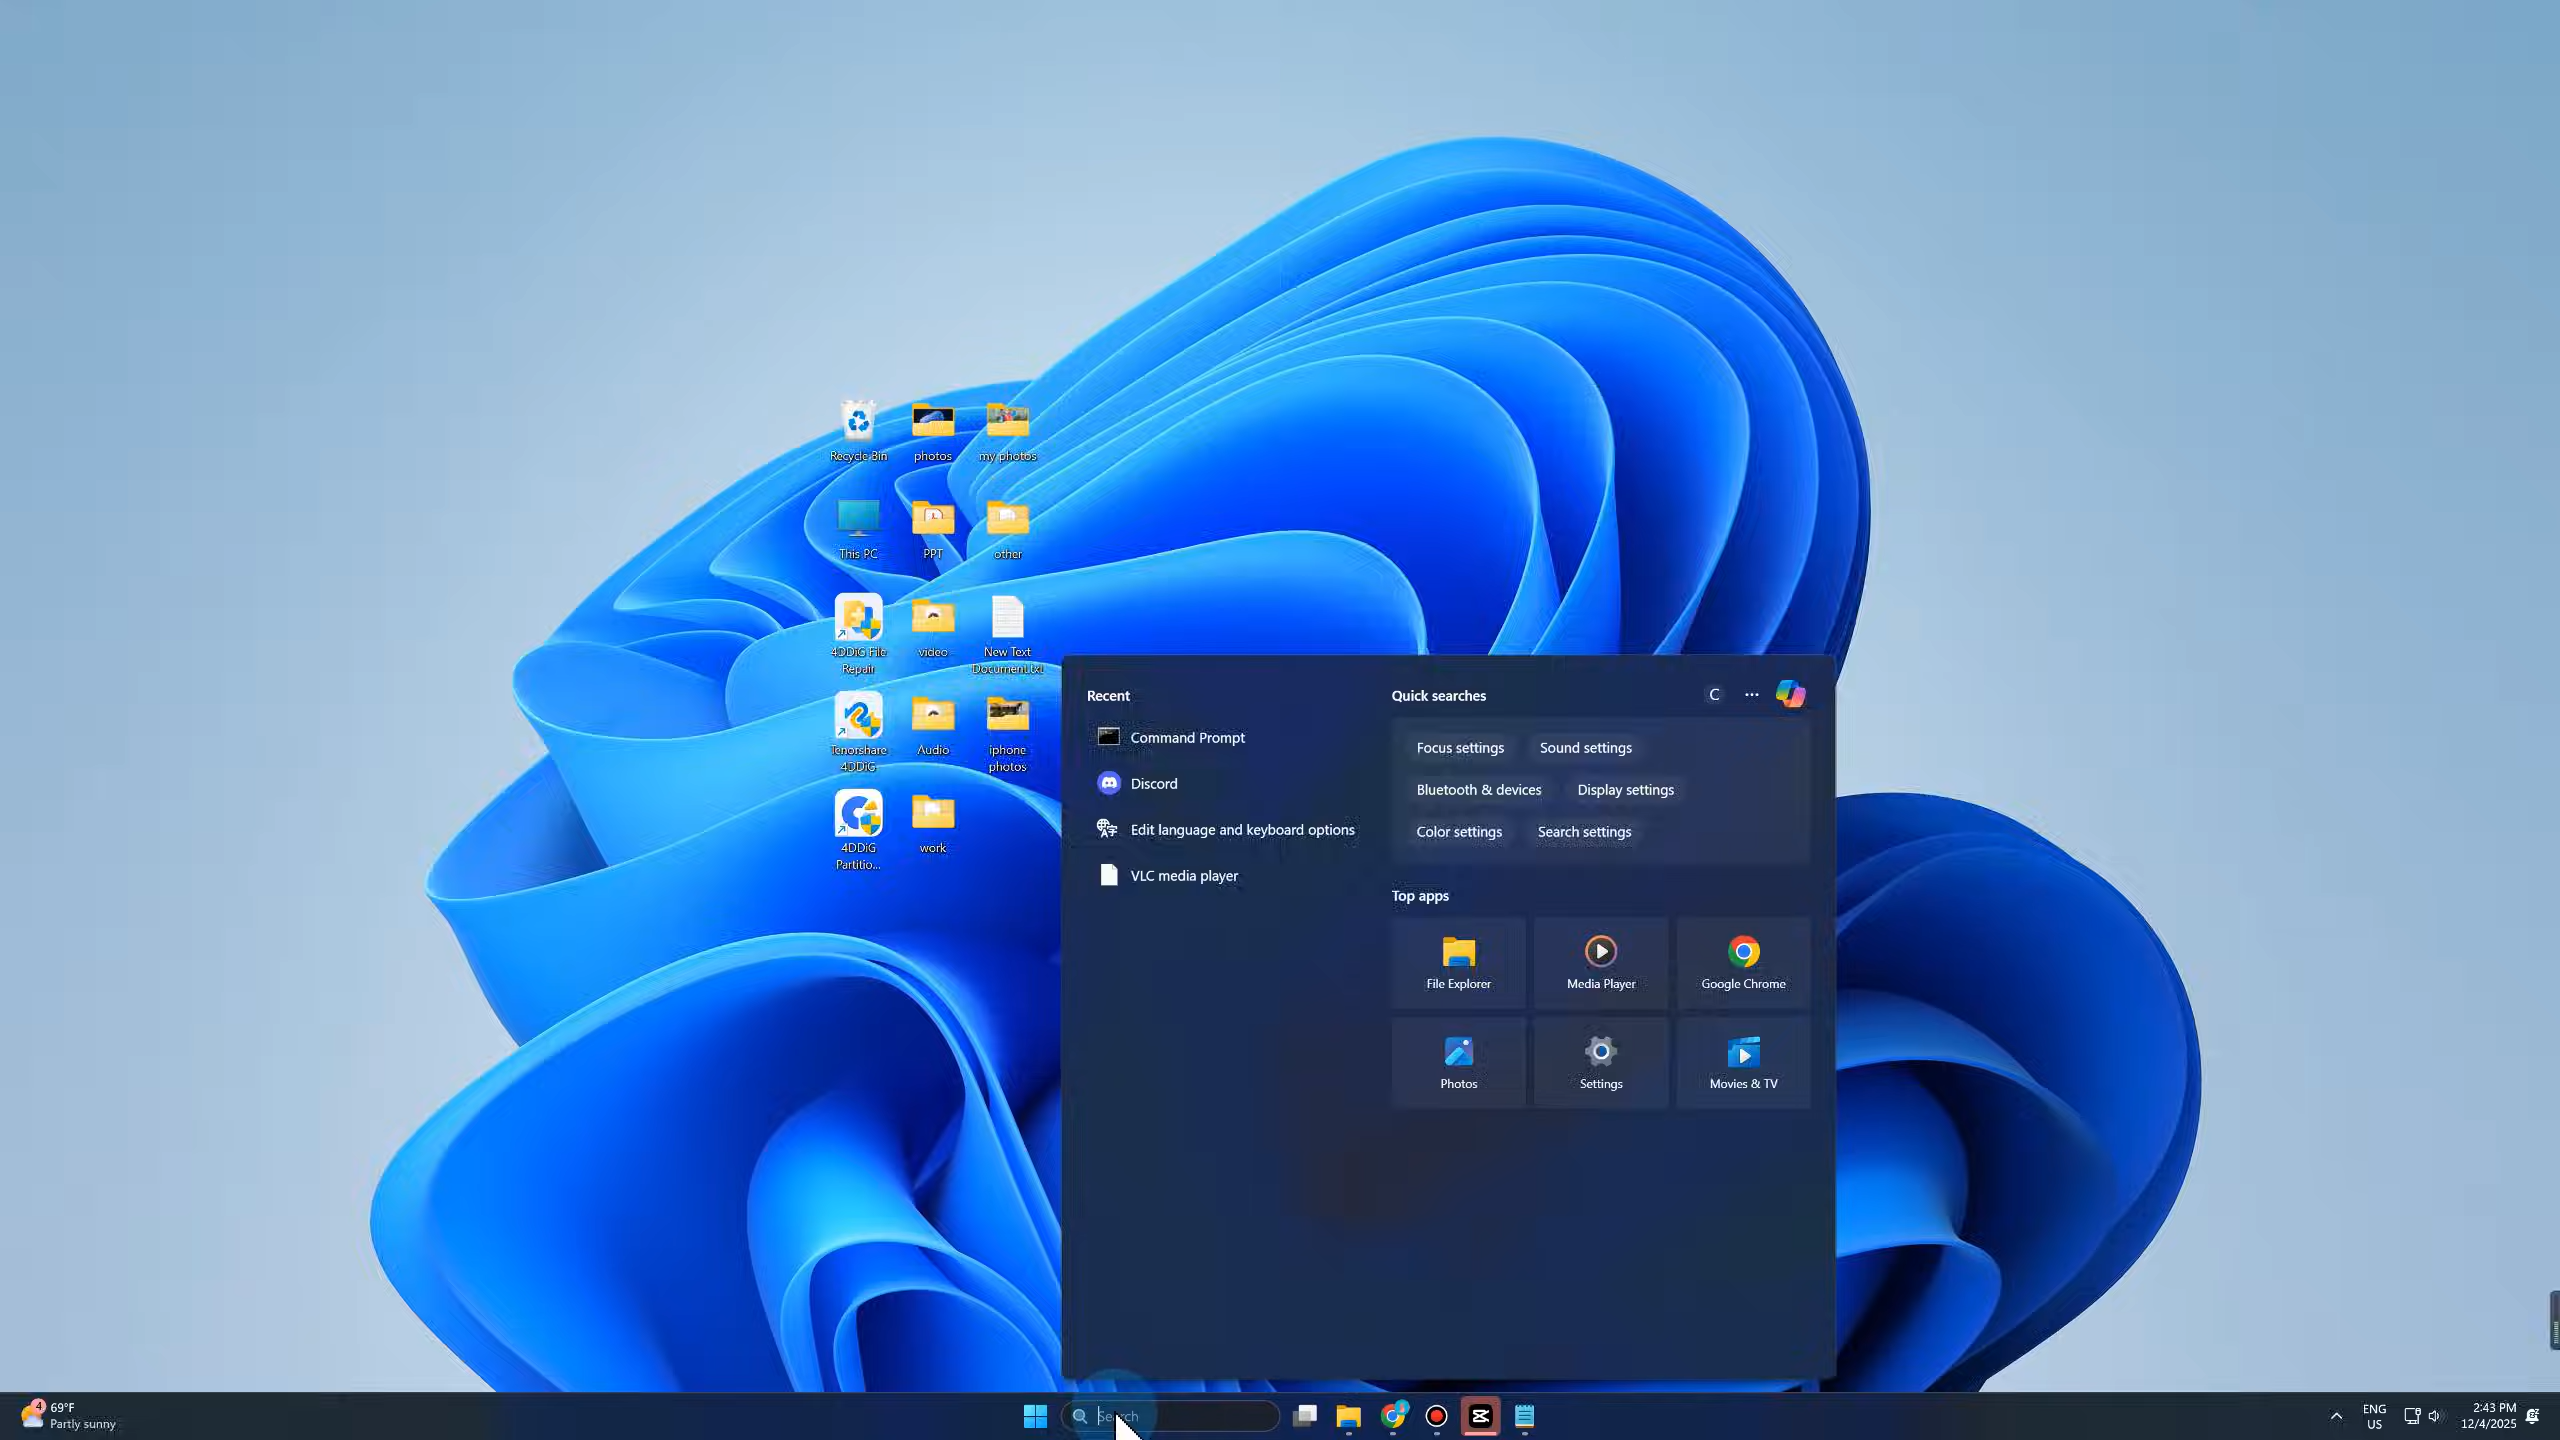 Recycle Bin
photos
my photos
This PC
PPT
other
4DDiG File
Repair
video
New Text
Document.txt
Tenorshare
4DDiG
Audio
iphone
photos
4DDiG
Partitio...
work
Recent
Command Prompt
Discord
Edit language and keyboard options
VLC media player
Quick searches
C
Focus settings
Sound settings
Bluetooth & devices
Display settings
Color settings
Search settings
Top apps
File Explorer
Media Player
Google Chrome
Photos
Settings
Movies & TV
4
69°F
Partly sunny
Search
ENG
US
2:43 PM
12/4/2025